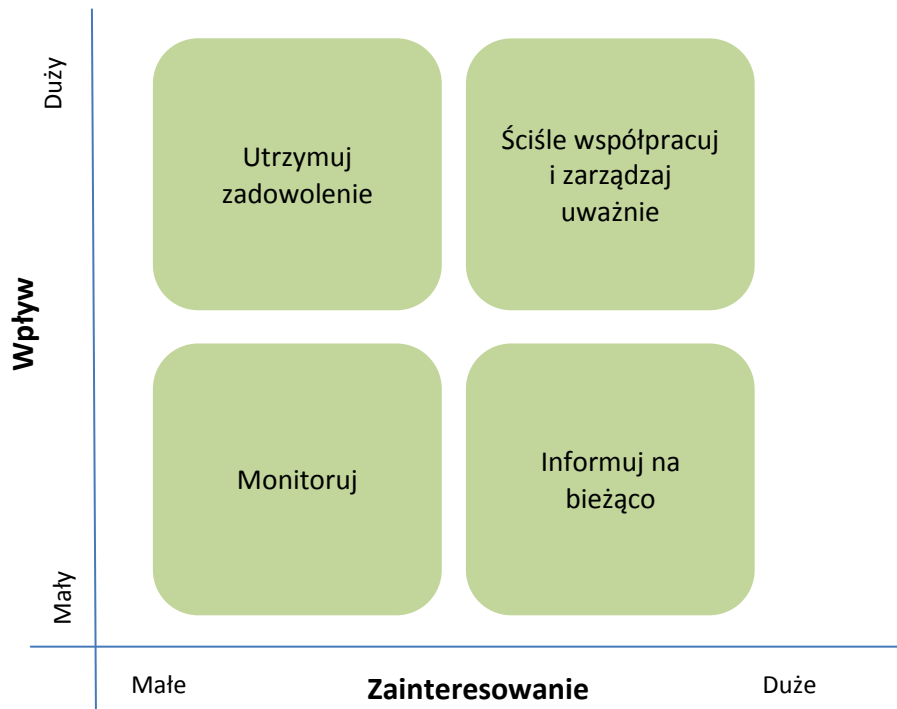 Duży
Utrzymuj
zadowolenie
Ściśle współpracuj
i zarządzaj
uważnie
Wpływ
Monitoruj
Informuj na
bieżąco
Mały
Małe
Zainteresowanie
Duże